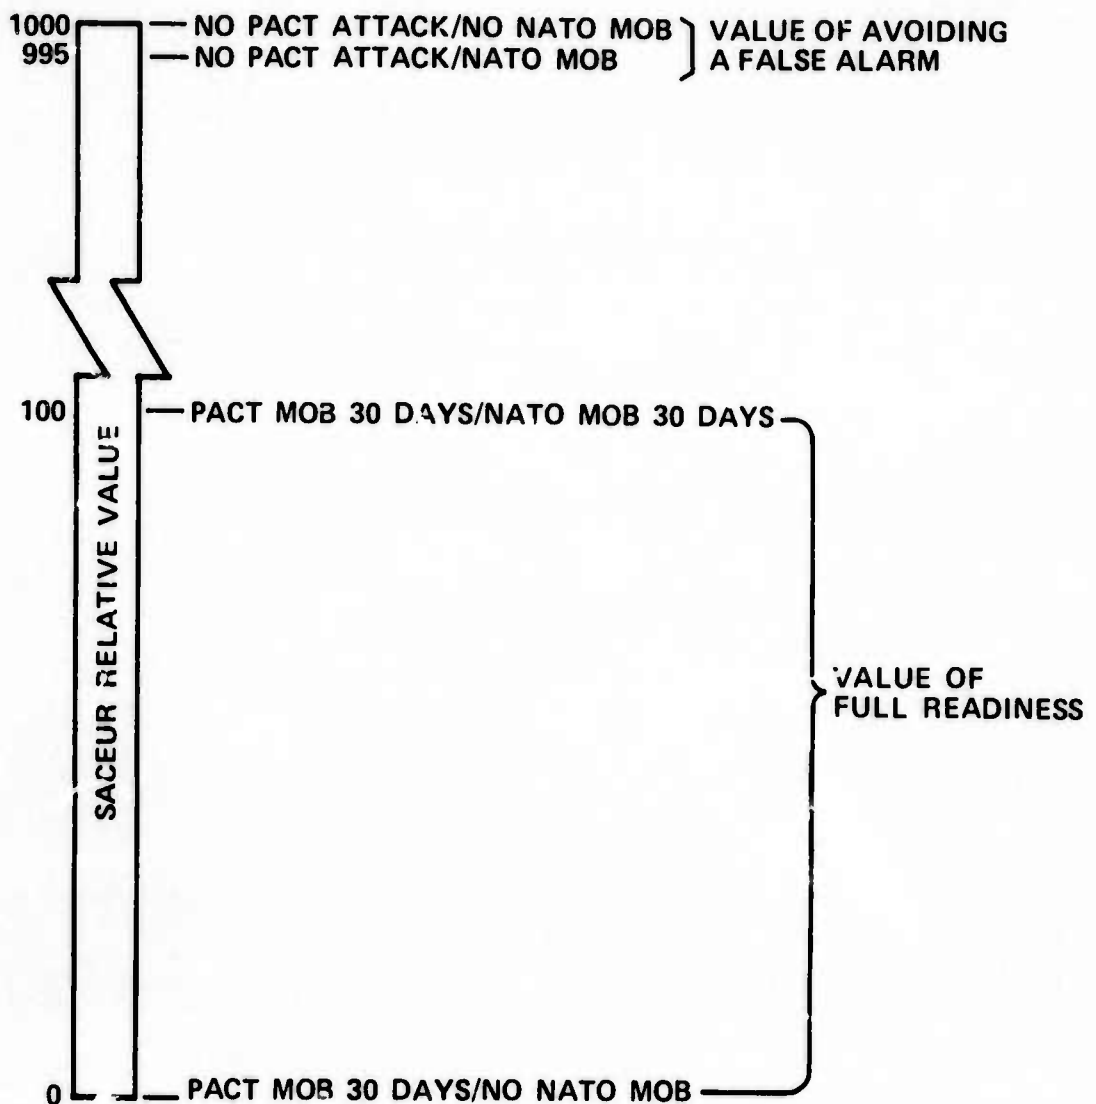 1000 — NO PACT ATTACK/NO NATO MOB
995 — NO PACT ATTACK/NATO MOB
VALUE OF AVOIDING
A FALSE ALARM
100 — PACT MOB 30 DAYS/NATO MOB 30 DAYS
SACEUR RELATIVE VALUE
VALUE OF
FULL READINESS
0 — PACT MOB 30 DAYS/NO NATO MOB